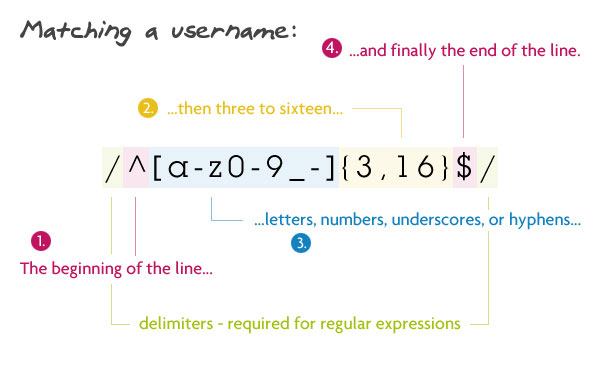 Matching a username:
4. ...and finally the end of the line.
2. ...then three to sixteen...
/^[a-z0-9_-]{3,16}$/
...letters, numbers, underscores, or hyphens...
1. 3.
The beginning of the line...
delimiters - required for regular expressions